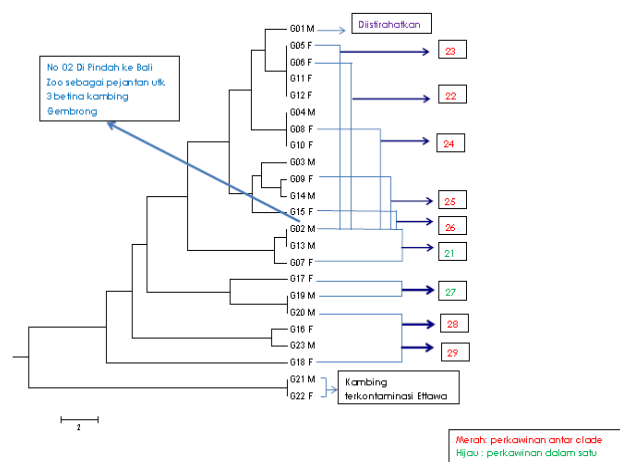 G01 M
Diistirahatkan
G05 F
23
G06 F
No 02 Di Pindah ke Bali
Zoo sebagai pejantan utk
3 betina kambing
Gembrong
G11 F
G12 F
22
G04 M
G08 F
24
G10 F
G03 M
G09 F
G14 M
25
G15 F
26
G02 M
G13 M
21
G07 F
G17 F
G19 M
27
G20 M
28
G16 F
G23 M
29
G18 F
G21 M
Kambing
G22 F
terkontaminasi Ettawa
2
Merah: perkawinan antar clade
Hijau : perkawinan dalam satu